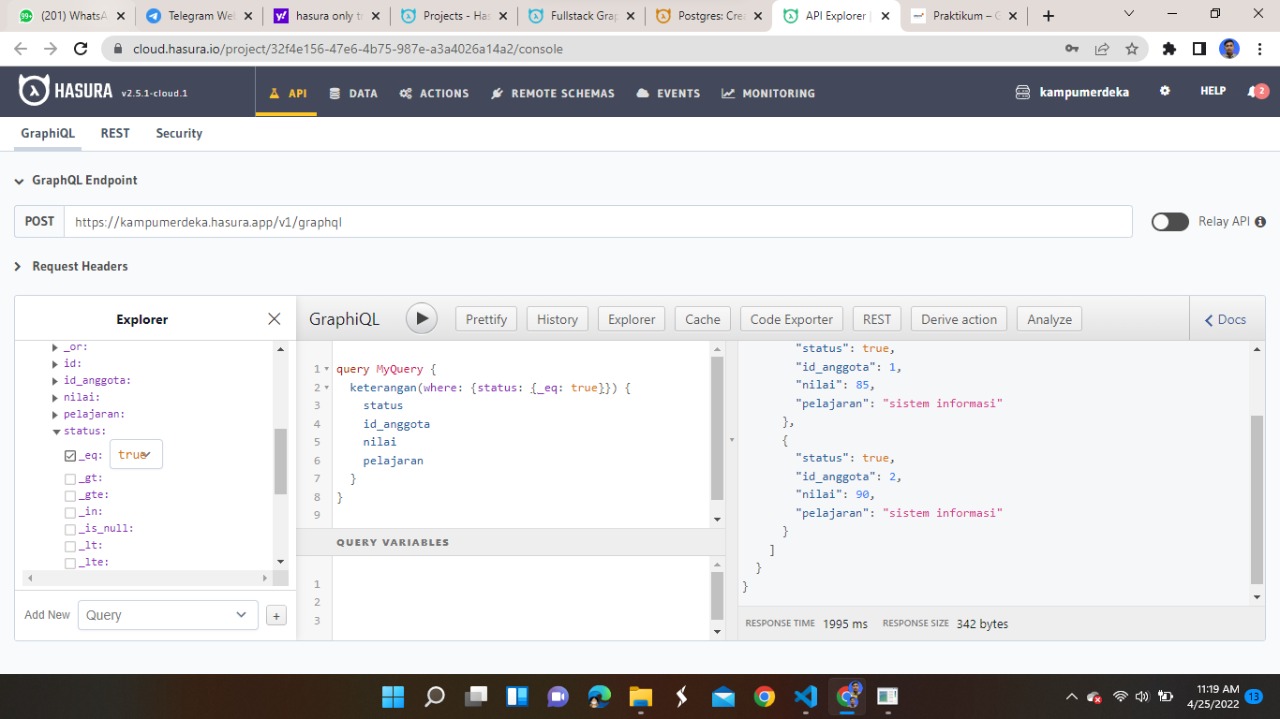 (201) WhatsA
Telegram Web
hasura only t
Projects - Has
Fullstack Gra
Postgres: Crea
API Explorer |
Praktikum – G
cloud.hasura.io/project/32f4e156-47e6-4b75-987e-a3a4026a14a2/console
HASURA v2.5.1-cloud.1
API
DATA
ACTIONS
REMOTE SCHEMAS
EVENTS
MONITORING
kampumerdeka
HELP
2
GraphiQL
REST
Security
GraphQL Endpoint
POST
https://kampumerdeka.hasura.app/v1/graphql
Relay API
Request Headers
Explorer
_or:
id:
id_anggota:
nilai:
pelajaran:
status:
_eq: true
_gt:
_gte:
_in:
_is_null:
_lt:
_lte:
Add New
Query
+
GraphiQL
Prettify
History
Explorer
Cache
Code Exporter
REST
Derive action
Analyze
Docs
1 query MyQuery {
2 keterangan(where: {status: {_eq: true}}) {
3 status
4 id_anggota
5 nilai
6 pelajaran
7 }
8 }
9
QUERY VARIABLES
1
2
3
"status": true,
"id_anggota": 1,
"nilai": 85,
"pelajaran": "sistem informasi"
},
{
"status": true,
"id_anggota": 2,
"nilai": 90,
"pelajaran": "sistem informasi"
}
]
}
}
RESPONSE TIME 1995 ms RESPONSE SIZE 342 bytes
11:19 AM
4/25/2022
13